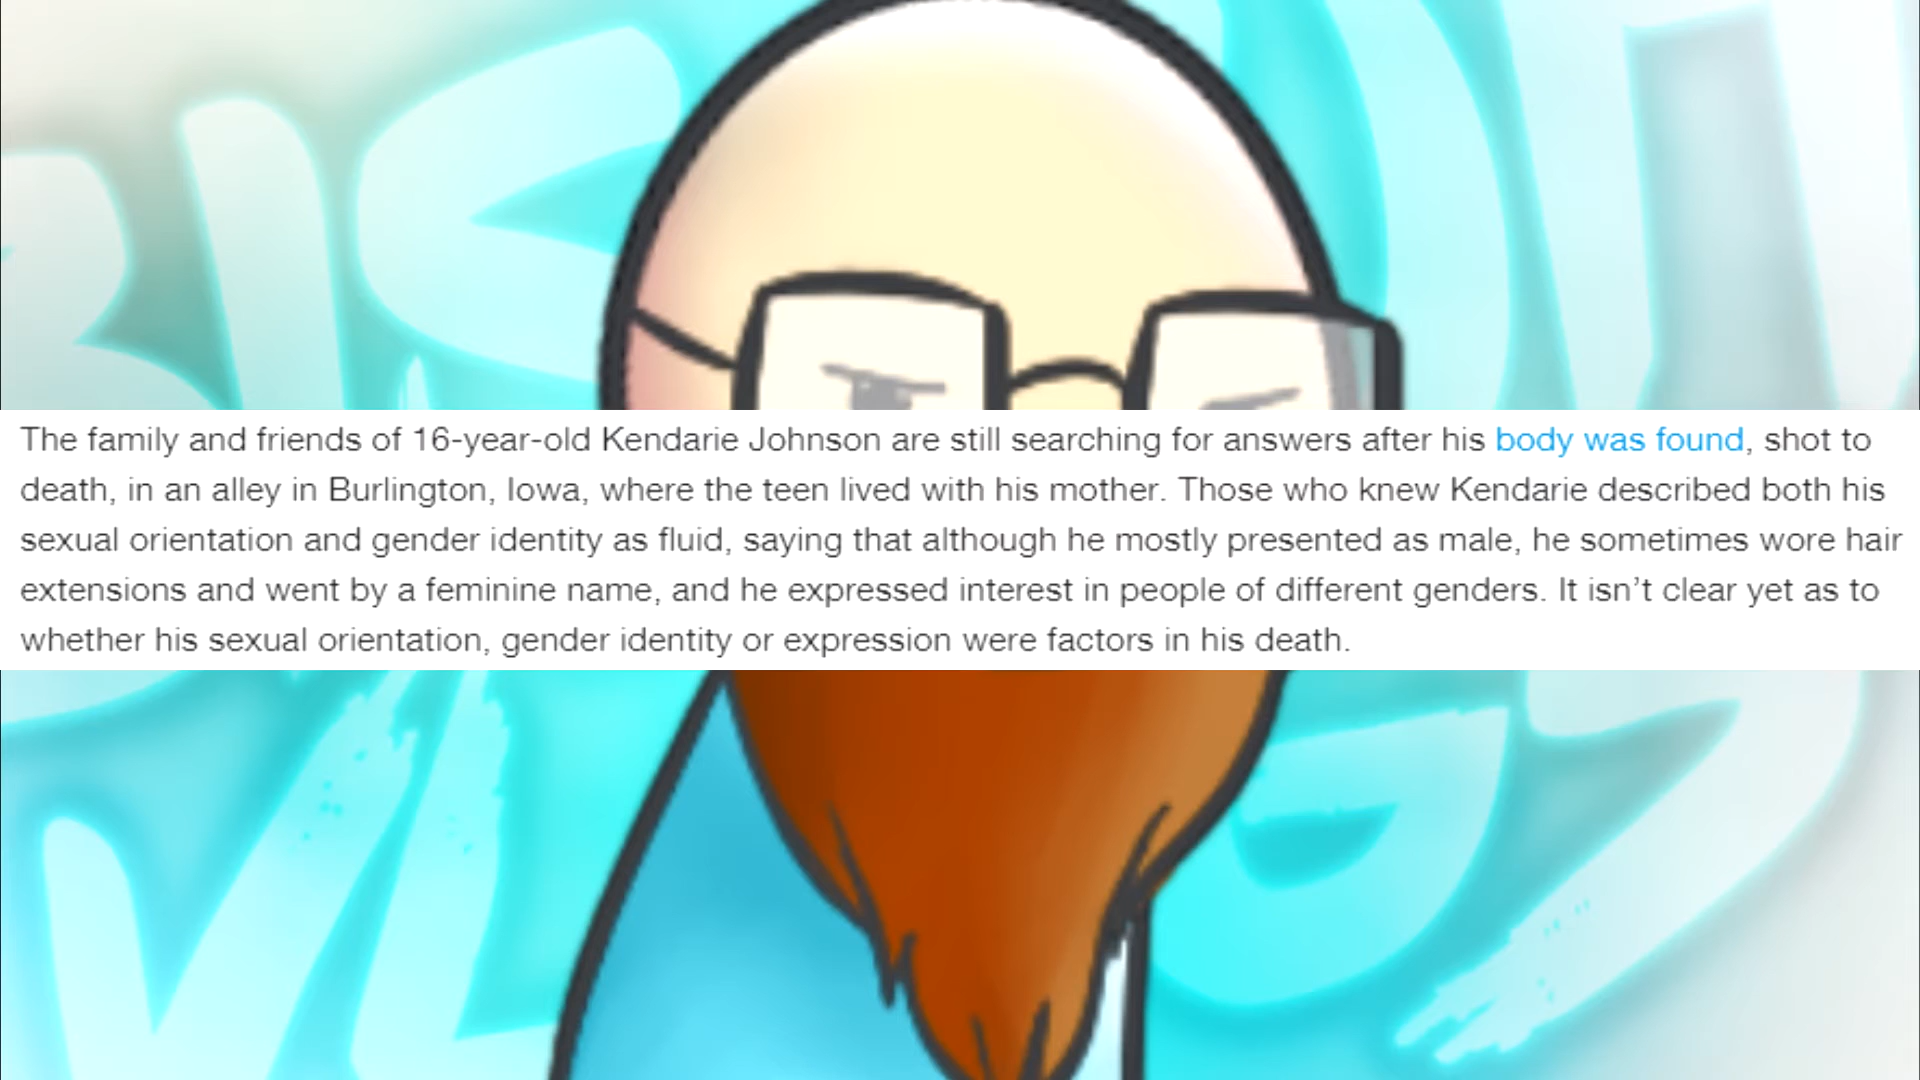 The family and friends of 16-year-old Kendarie Johnson are still searching for answers after his body was found, shot to
death, in an alley in Burlington, Iowa, where the teen lived with his mother. Those who knew Kendarie described both his
sexual orientation and gender identity as fluid, saying that although he mostly presented as male, he sometimes wore hair
extensions and went by a feminine name, and he expressed interest in people of different genders. It isn’t clear yet as to
whether his sexual orientation, gender identity or expression were factors in his death.